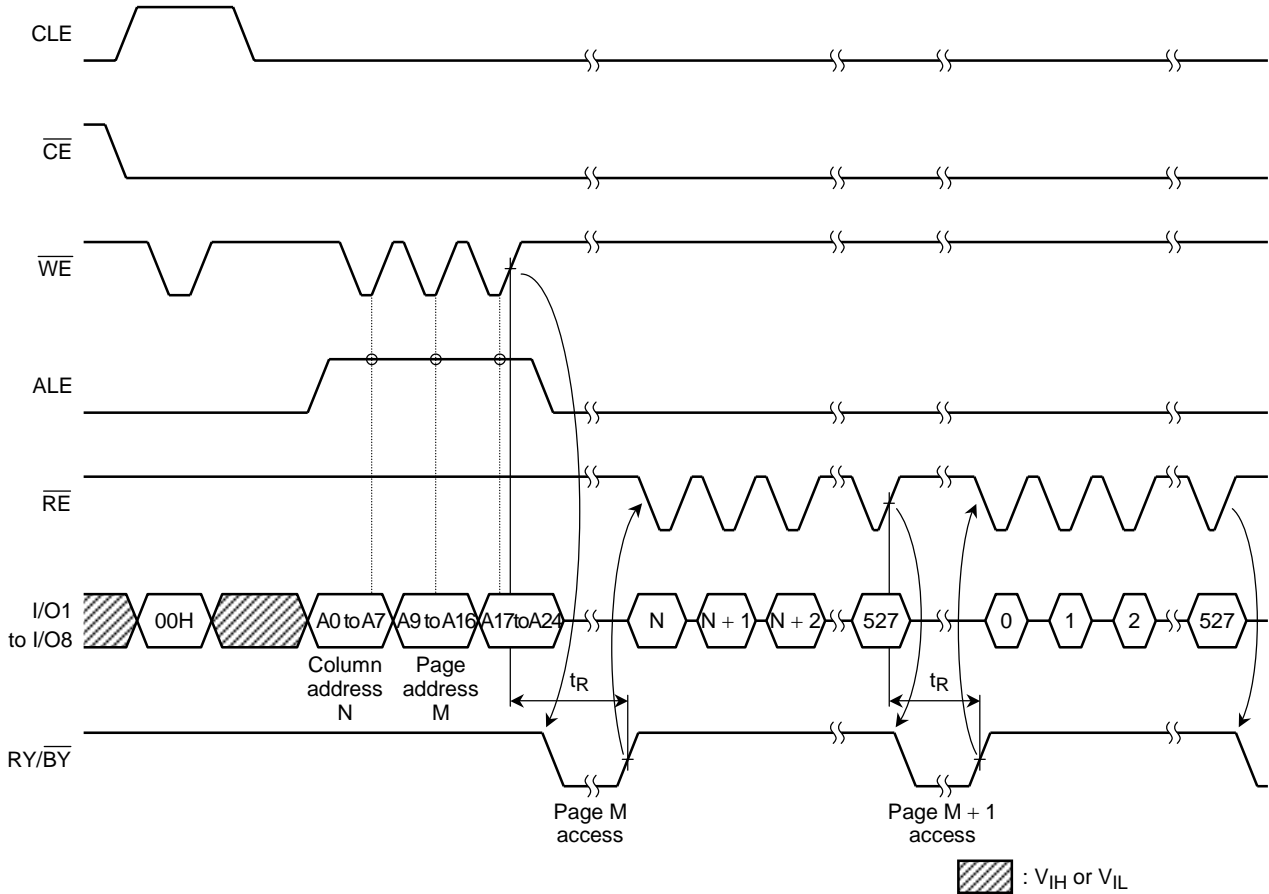 CLE
CE
WE
ALE
RE
I/O1
to I/O8
00H
A0 to A7
A9 to A16
A17 to A24
N
N + 1
N + 2
527
0
1
2
527
Column
address
N
Page
address
M
tR
tR
RY/BY
Page M
access
Page M + 1
access
: VIH or VIL